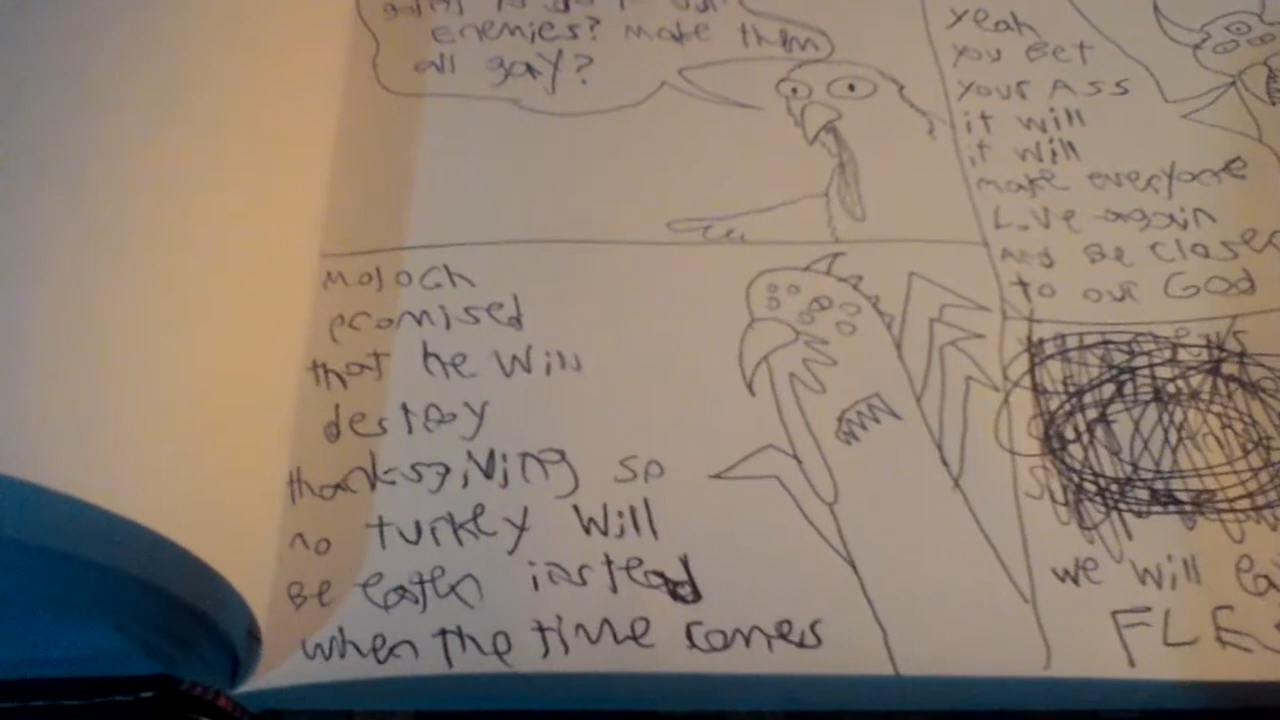 enemies? make them
all gay?
yeah
you bet
your ASS
it will
it will
make everyone
Live again
and be closer
to our God
moloch
promised
that he will
destroy
thanksgiving so
no turkey will
be eaten instead
when the time comes
we will
FLE